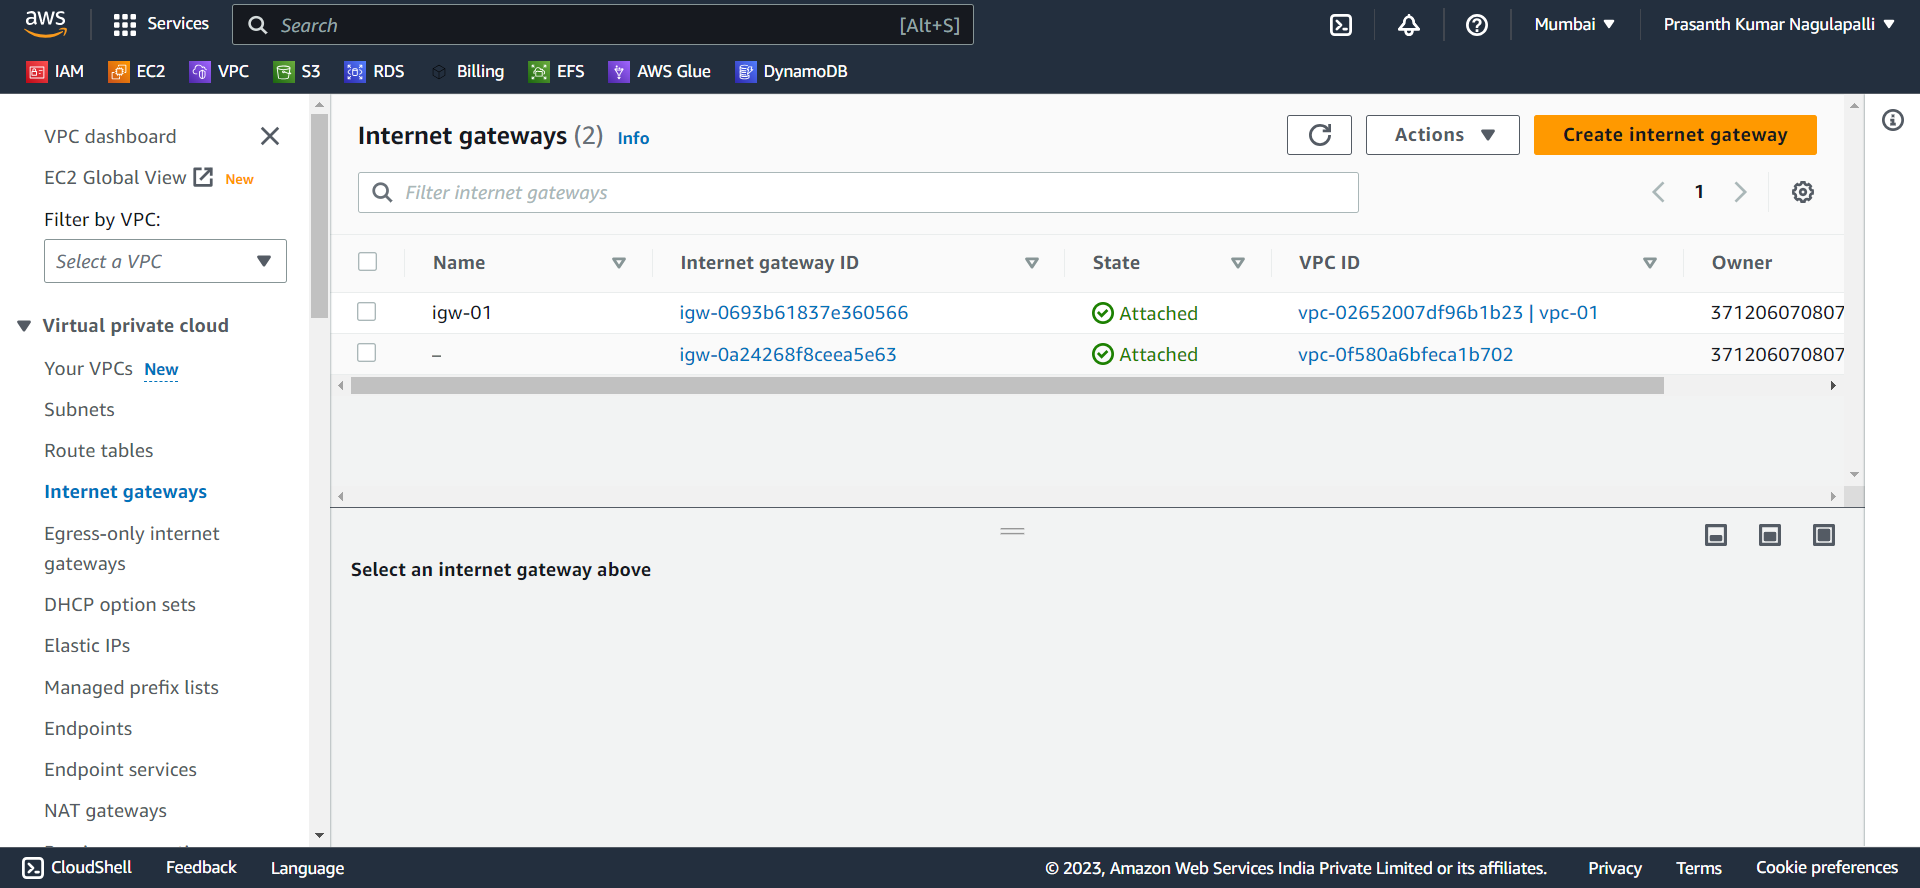 aws
Services
Search [Alt+S]
Mumbai
Prasanth Kumar Nagulapalli
IAM EC2 VPC S3 RDS Billing EFS AWS Glue DynamoDB
VPC dashboard
EC2 Global View New
Filter by VPC:
Select a VPC
Virtual private cloud
Your VPCs New
Subnets
Route tables
Internet gateways
Egress-only internet
gateways
DHCP option sets
Elastic IPs
Managed prefix lists
Endpoints
Endpoint services
NAT gateways
Internet gateways (2) Info
Actions
Create internet gateway
Filter internet gateways
1
Name Internet gateway ID State VPC ID Owner
igw-01 igw-0693b61837e360566 Attached vpc-02652007df96b1b23 | vpc-01 371206070807
– igw-0a24268f8ceea5e63 Attached vpc-0f580a6bfeca1b702 371206070807
Select an internet gateway above
CloudShell Feedback Language
© 2023, Amazon Web Services India Private Limited or its affiliates. Privacy Terms Cookie preferences